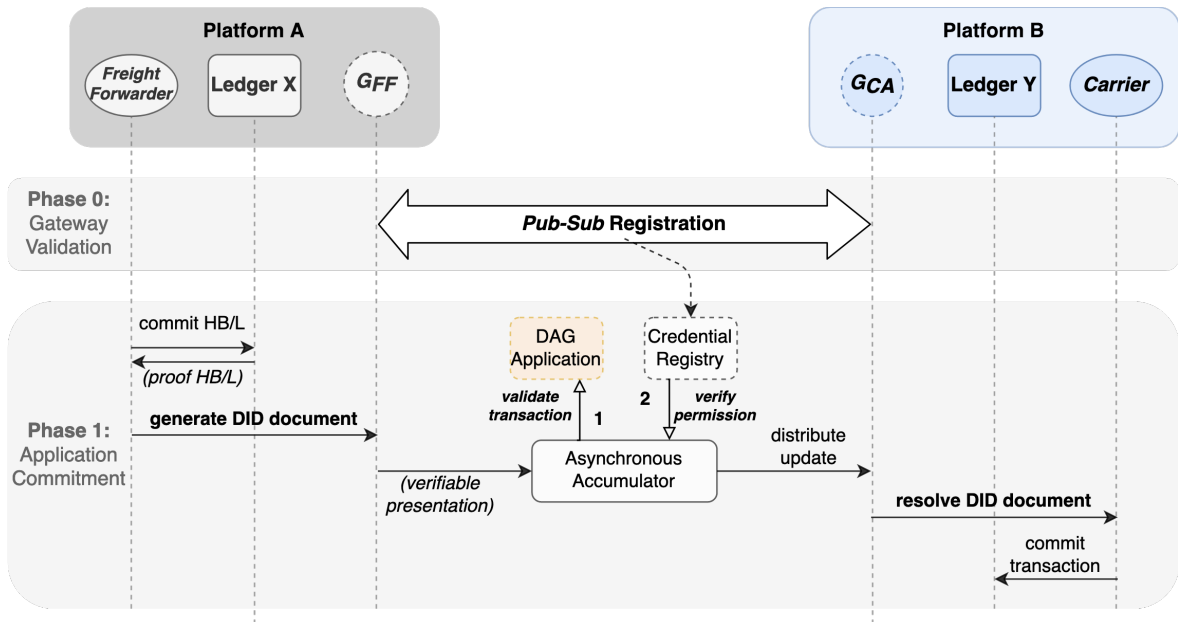 Platform A
Platform B
Freight
Forwarder
Ledger X
GFF
GCA
Ledger Y
Carrier
Phase 0:
Gateway
Validation
Pub-Sub Registration
commit HB/L
(proof HB/L)
DAG
Application
Credential
Registry
validate
transaction
1
2
verify
permission
generate DID document
Phase 1:
Application
Commitment
Asynchronous
Accumulator
distribute
update
(verifiable
presentation)
resolve DID document
commit
transaction